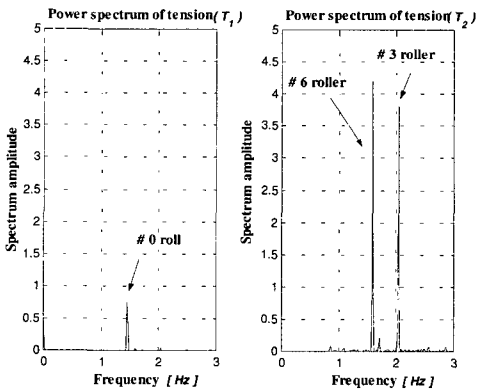 Power spectrum of tension(T1)
Spectrum amplitude
5
4.5
4
3.5
3
2.5
2
1.5
1
0.5
0
# 0 roll
0 1 2 3
Frequency [Hz]
Power spectrum of tension(T2)
Spectrum amplitude
5
4.5
4
3.5
3
2.5
2
1.5
1
0.5
0
# 3 roller
# 6 roller
0 1 2 3
Frequency [Hz]